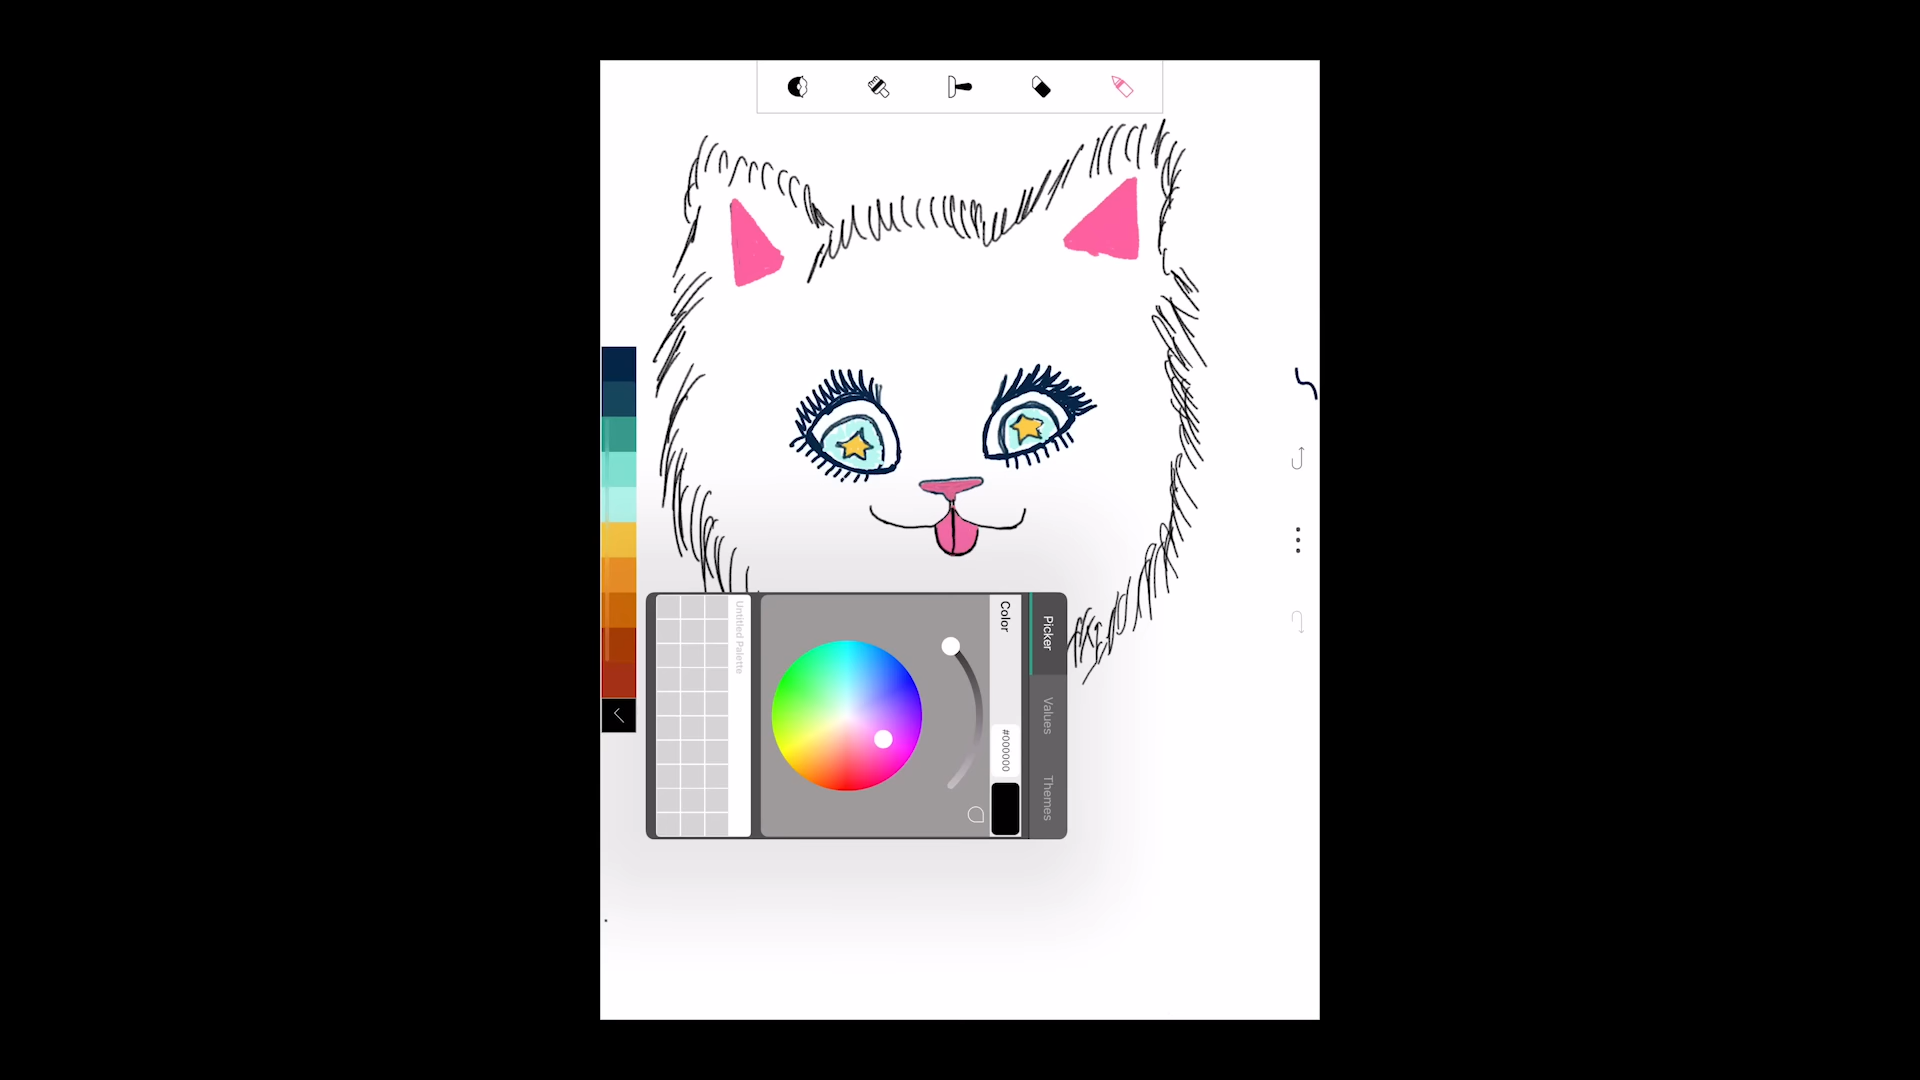 Picker
Values
Themes
Color
#000000
Untitled Palette